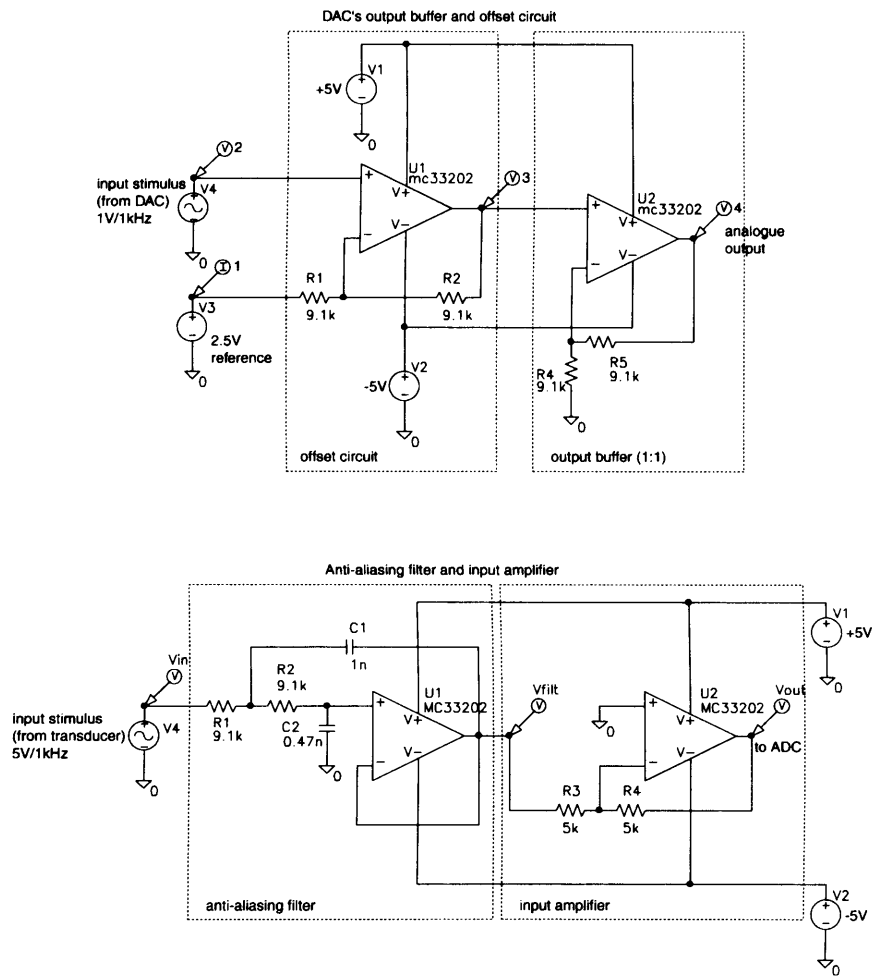 DAC's output buffer and offset circuit
V1
+5V
0
V 2
U1
mc33202
V 3
U2
mc33202
V 4
input stimulus
(from DAC)
1V/1kHz
V4
+
V+
V−
−
+
V+
V−
−
analogue
output
0
I 1
R1
9.1k
R2
9.1k
V3
2.5V
reference
0
V2
-5V
0
R4
9.1k
R5
9.1k
0
offset circuit
output buffer (1:1)
Anti-aliasing filter and input amplifier
C1
1n
V1
+5V
0
Vin
V
R2
9.1k
U1
MC33202
Vfilt
V
U2
MC33202
Vout
V
input stimulus
(from transducer)
5V/1kHz
V4
0
R1
9.1k
C2
0.47n
0
+
V+
V−
−
0
+
V+
V−
−
to ADC
R3
5k
R4
5k
V2
-5V
0
anti-aliasing filter
input amplifier